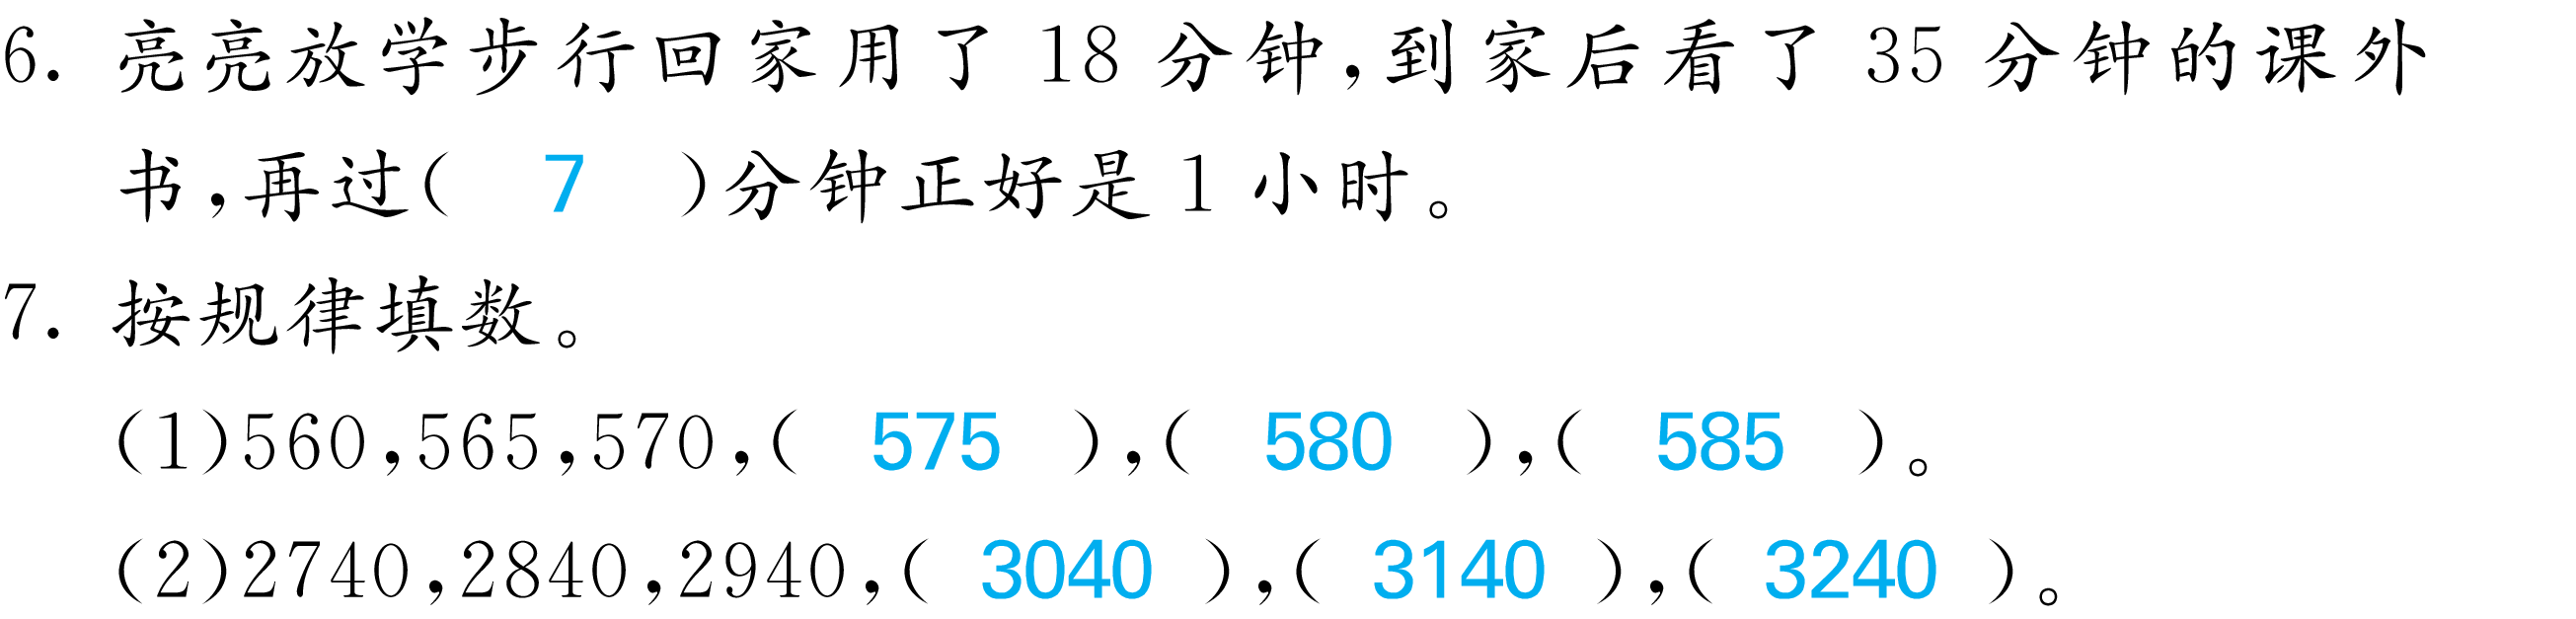 6. 亮亮放学步行回家用了 18 分钟,到家后看了 35 分钟的课外
书,再过( 7 )分钟正好是 1 小时。
7. 按规律填数。
(1)560,565,570,( 575 ),( 580 ),( 585 )。
(2)2740,2840,2940,( 3040 ),( 3140 ),( 3240 )。